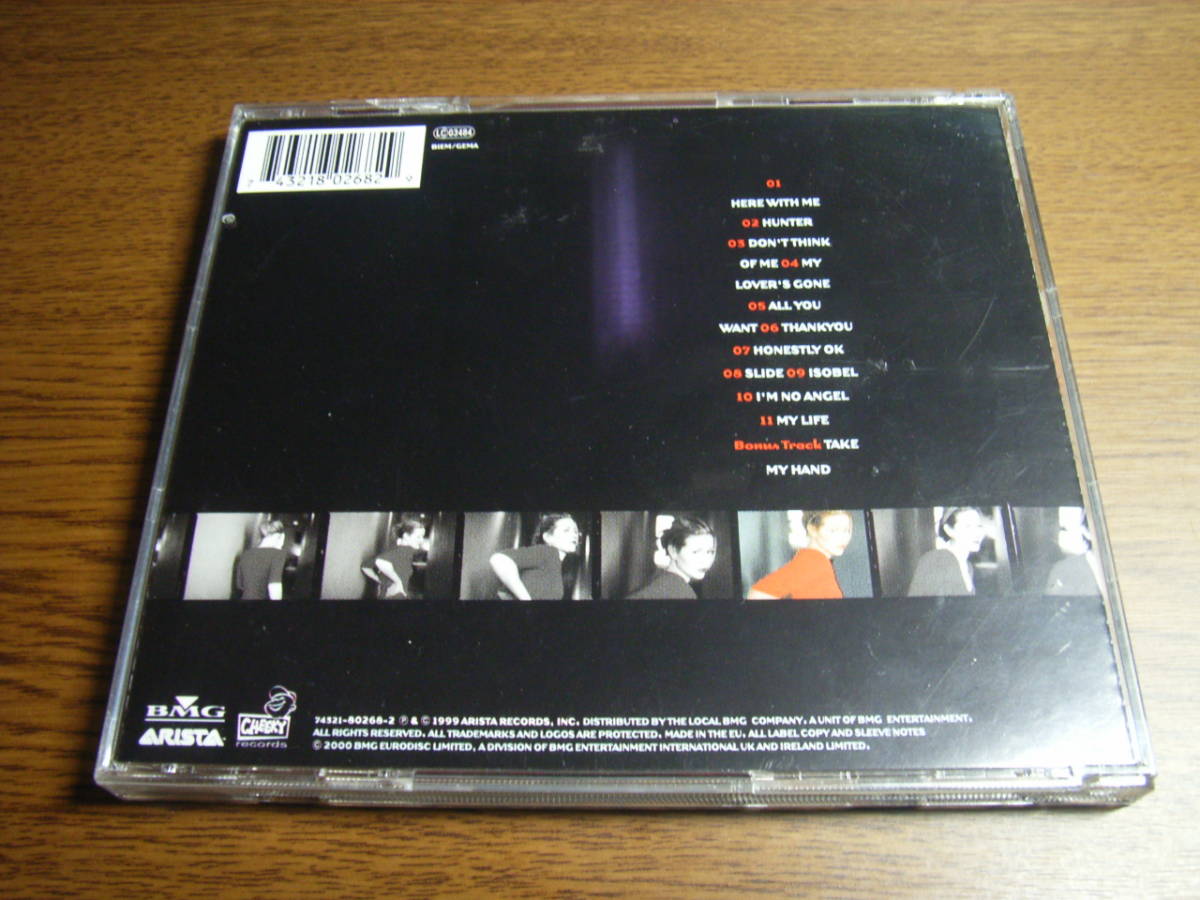 LC 03484
BIEM/GEMA
7 43218 02682 9
01
HERE WITH ME
02 HUNTER
03 DON'T THINK
OF ME 04 MY
LOVER'S GONE
05 ALL YOU
WANT 06 THANKYOU
07 HONESTLY OK
08 SLIDE 09 ISOBEL
10 I'M NO ANGEL
11 MY LIFE
Bonus Track TAKE
MY HAND
BMG
ARISTA
CHEEKY
records
74321-80268-2 ℗ & © 1999 ARISTA RECORDS, INC. DISTRIBUTED BY THE LOCAL BMG COMPANY. A UNIT OF BMG ENTERTAINMENT.
ALL RIGHTS RESERVED. ALL TRADEMARKS AND LOGOS ARE PROTECTED. MADE IN THE EU. ALL LABEL COPY AND SLEEVE NOTES
© 2000 BMG EURODISC LIMITED. A DIVISION OF BMG ENTERTAINMENT INTERNATIONAL UK AND IRELAND LIMITED.